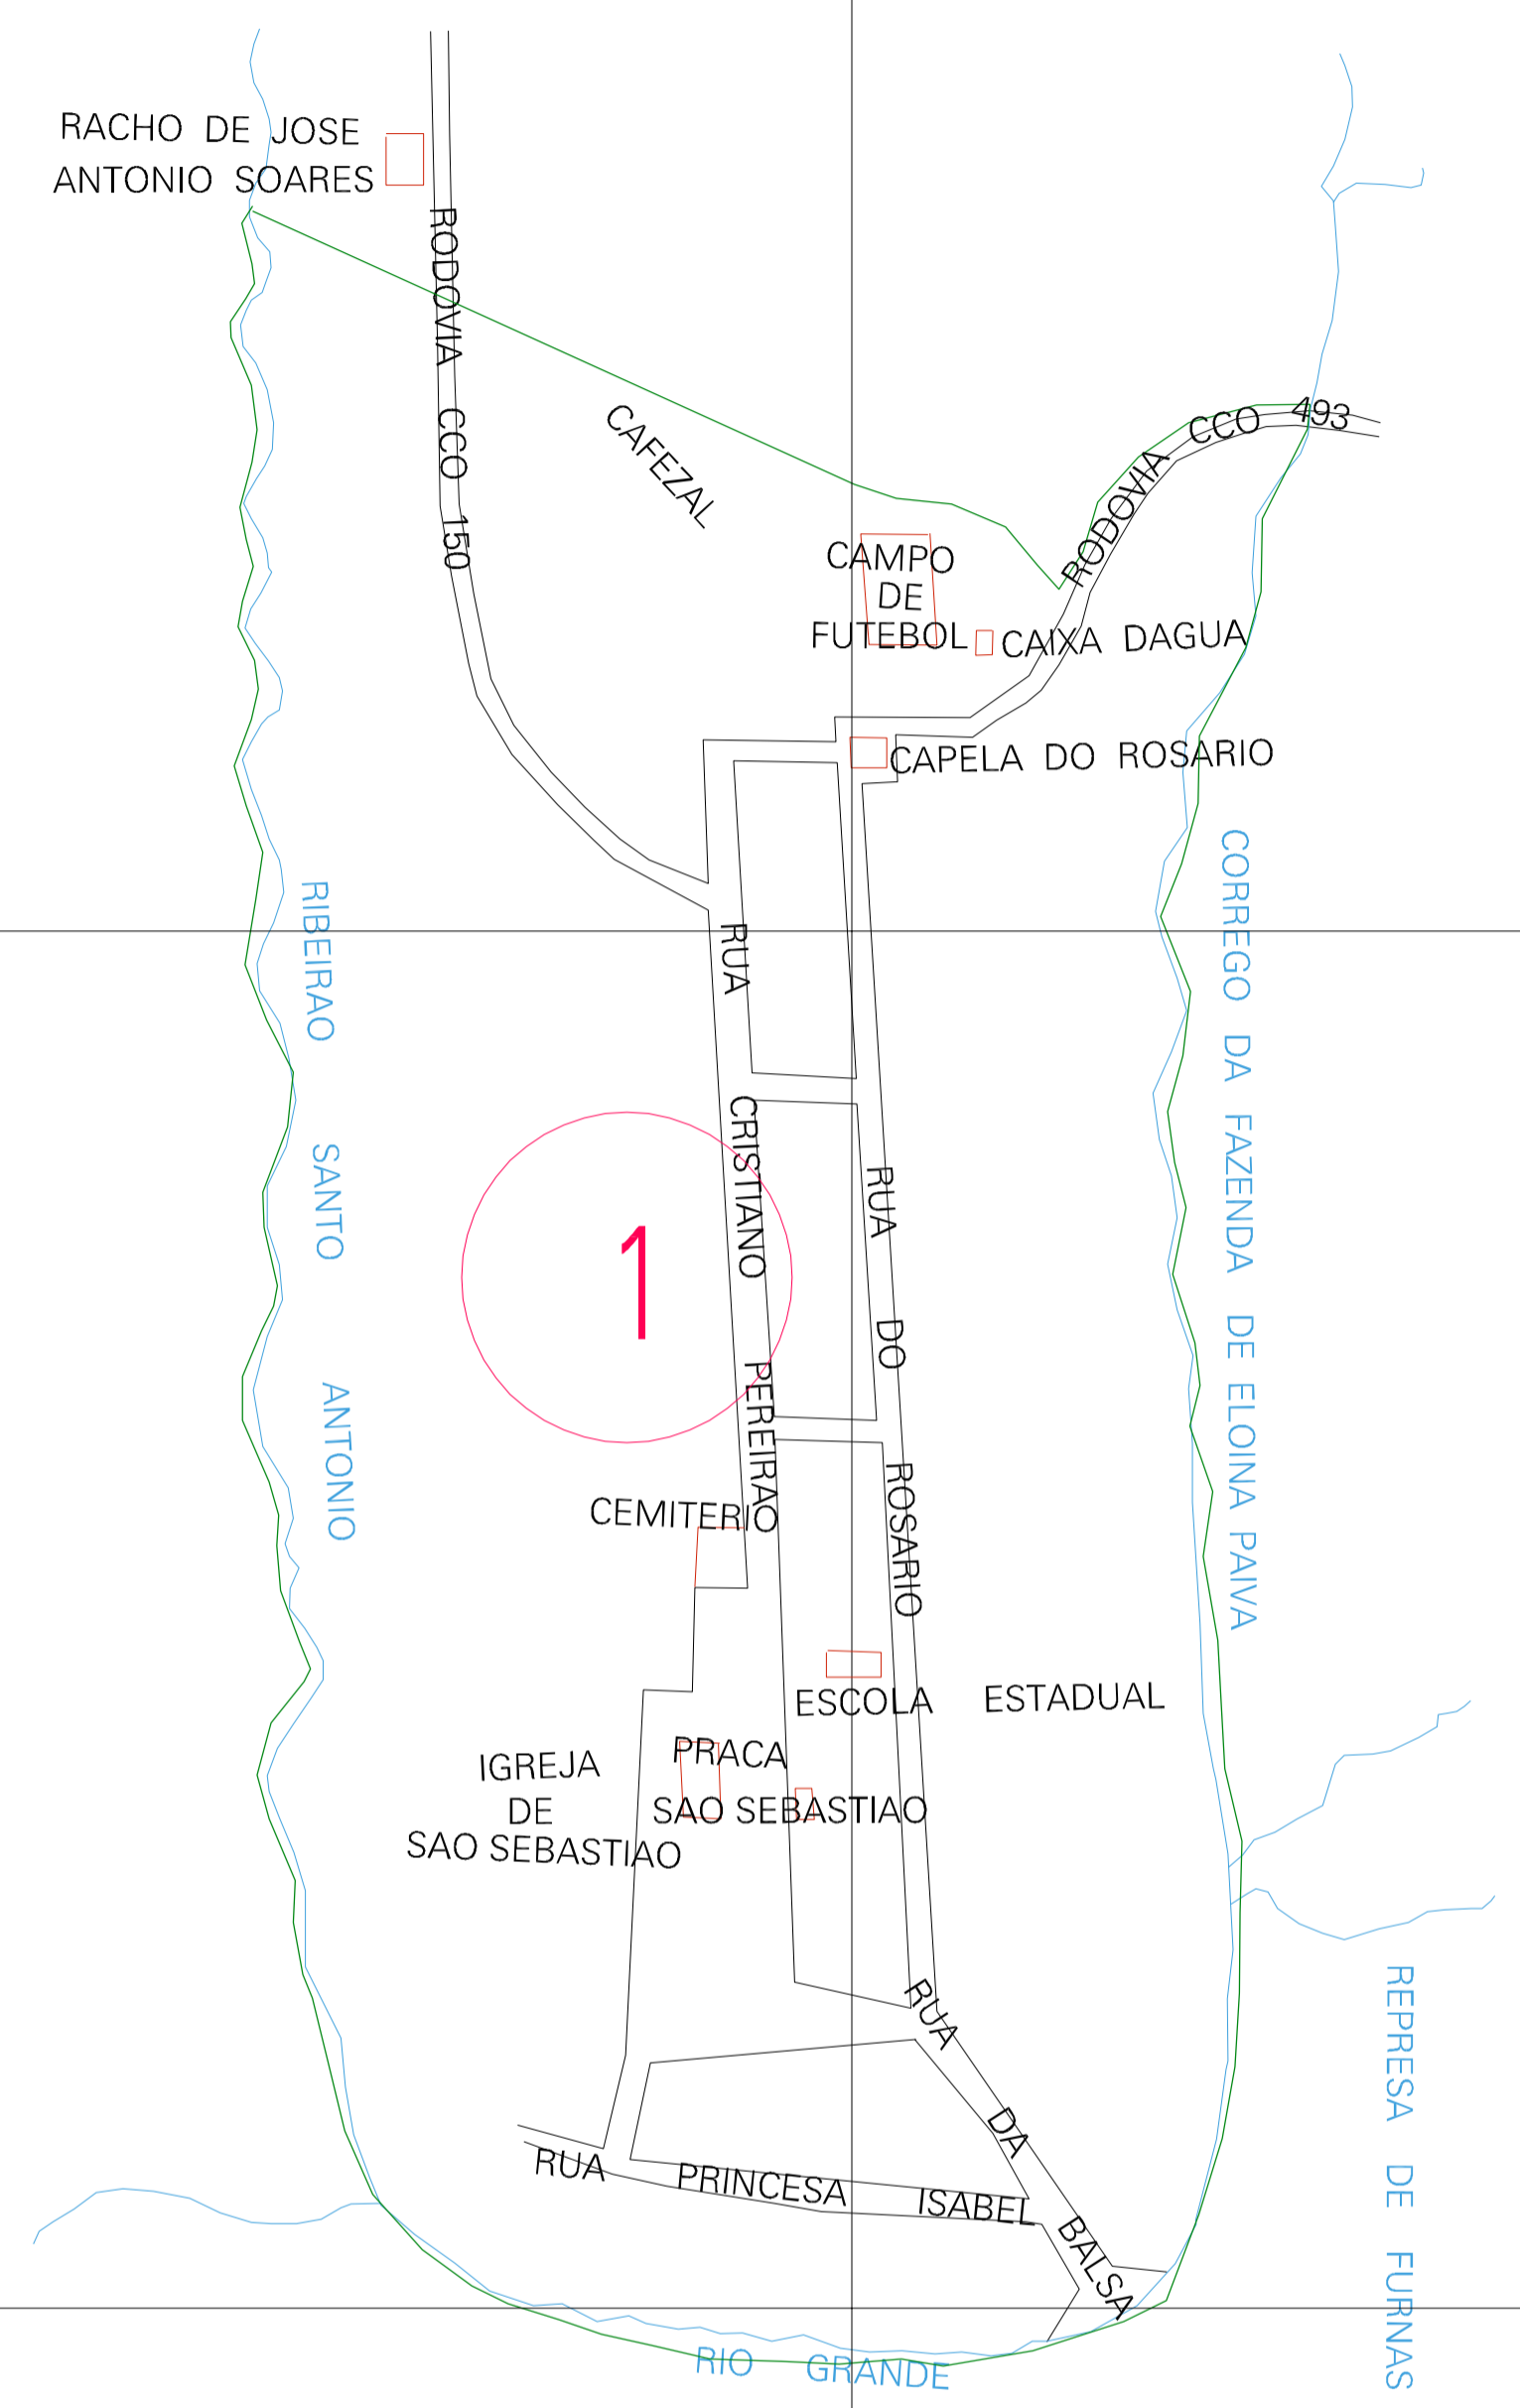 RACHO DE JOSE
ANTONIO SOARES
RODOVIA CCO 150
CAFEZAL
RODOVIA CCO 493
CAMPO
DE
FUTEBOL
CAIXA DAGUA
CAPELA DO ROSARIO
RIBEIRAO SANTO ANTONIO
CORREGO DA FAZENDA DE ELOINA PAIVA
RUA CRISTIANO PEREIRA
RUA DO ROSARIO
1
CEMITERIO
ESCOLA ESTADUAL
IGREJA
DE
SAO SEBASTIAO
PRACA
SAO SEBASTIAO
RUA DA BALSA
RUA PRINCESA ISABEL
REPRESA DE FURNAS
RIO GRANDE